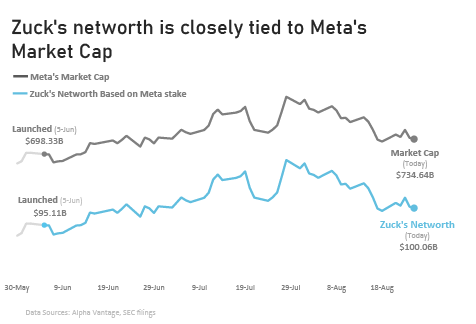 Zuck's networth is closely tied to Meta's
Market Cap
Meta's Market Cap
Zuck's Networth Based on Meta stake
Launched (5-Jun)
$698.33B
Market Cap
(Today)
$734.64B
Launched (5-Jun)
$95.11B
Zuck's Networth
(Today)
$100.06B
30-May 9-Jun 19-Jun 29-Jun 9-Jul 19-Jul 29-Jul 8-Aug 18-Aug
Data Sources: Alpha Vantage, SEC filings